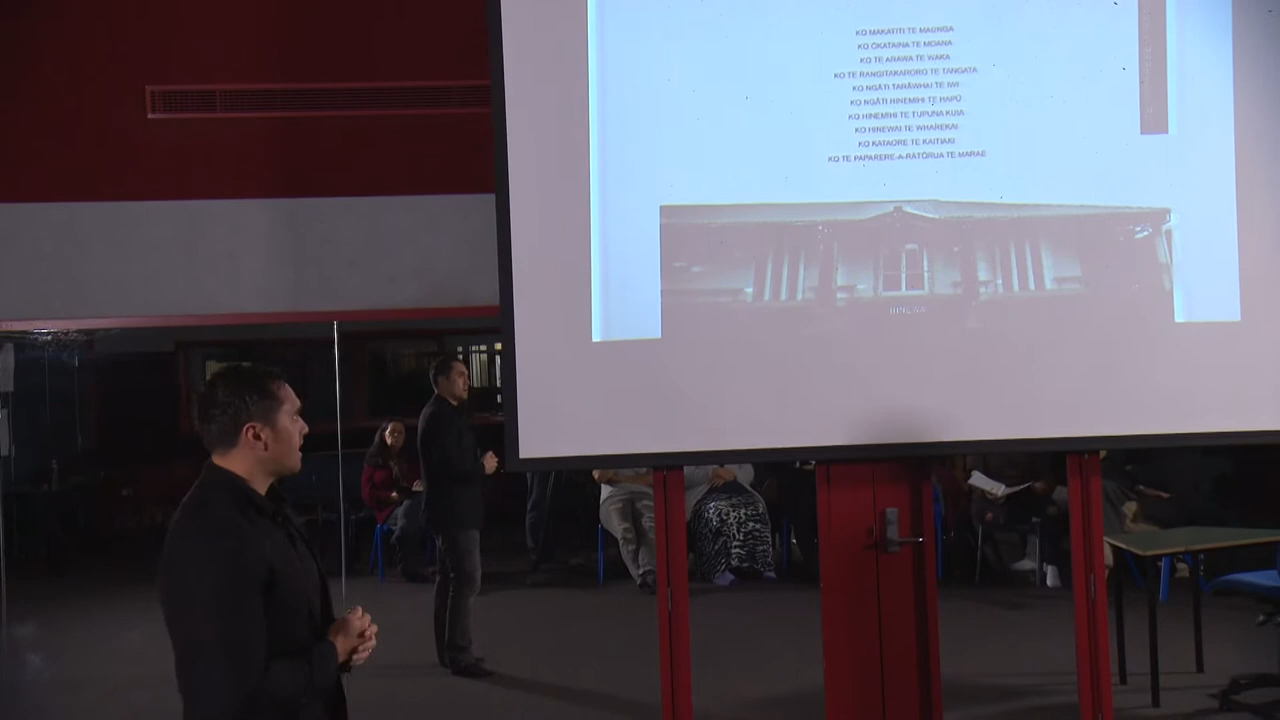 KO MAKATITI TE MAUNGA
KO ŌKATAINA TE MOANA
KO TE ARAWA TE WAKA
KO TE RANGITAKARORO TE TANGATA
KO NGĀTI TARĀWHAI TE IWI
KO NGĀTI HINEMIHI TE HAPŪ
KO HINEMIHI TE TUPUNA KUIA
KO HINEWAI TE WHAREKAI
KO KATAORE TE KAITIAKI
KO TE PAPARERE-A-RĀTŌRUA TE MARAE